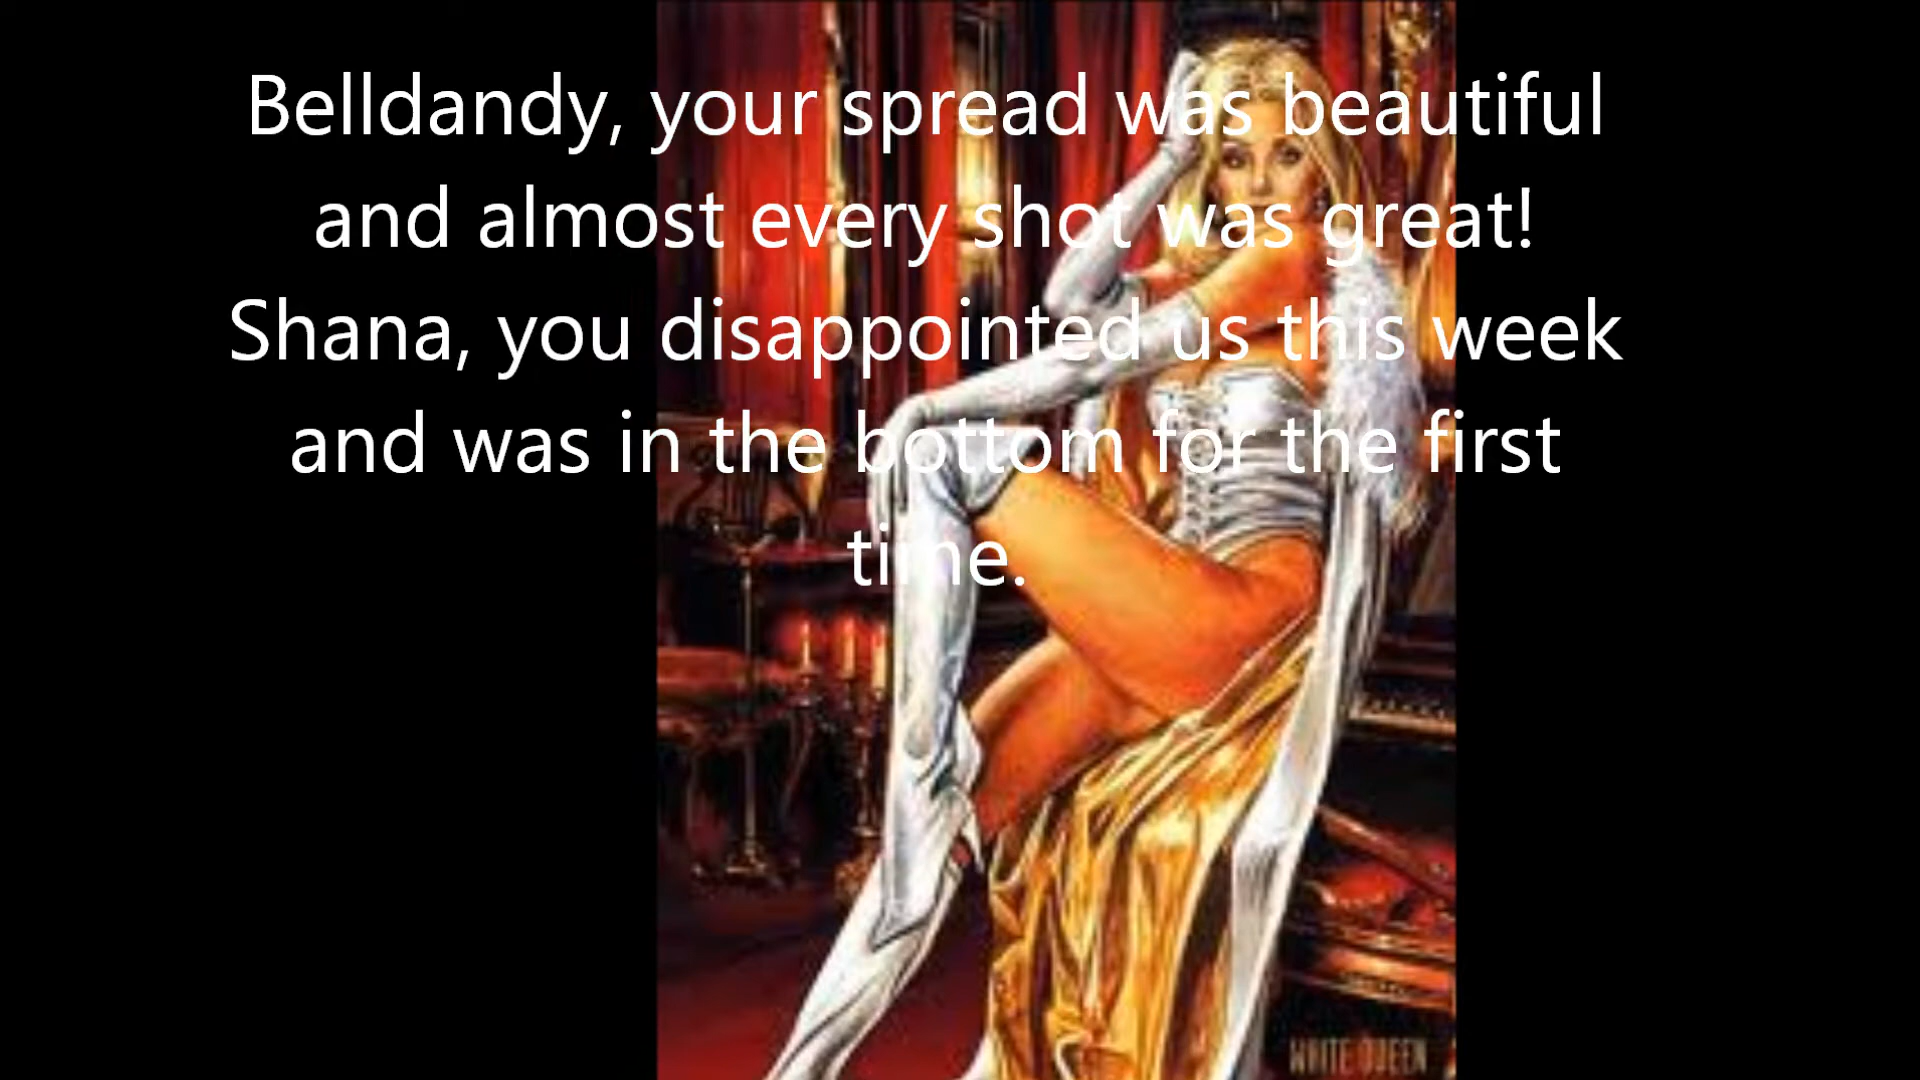 Belldandy, your spread was beautiful
and almost every shot was great!
Shana, you disappointed us this week
and was in the bottom for the first
time.
WHITE QUEEN